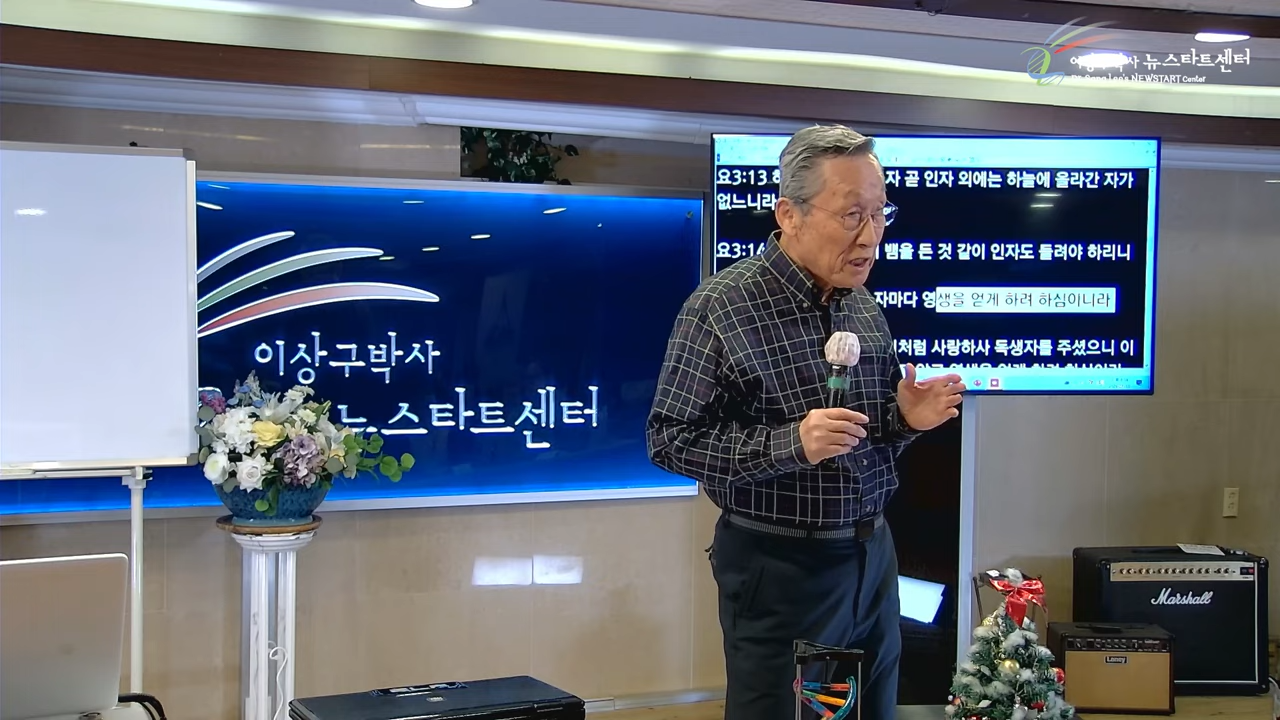 이상구박사 뉴스타트센터
Dr. Sang Lee's NEWSTART Center
요3:13 자 곧 인자 외에는 하늘에 올라간 자가
없느니라
요3:14 뱀을 든 것 같이 인자도 들려야 하리니
자마다 영생을 얻게 하려 하심이니라
처럼 사랑하사 독생자를 주셨으니 이
이상구박사
뉴스타트센터
Marshall
Laney